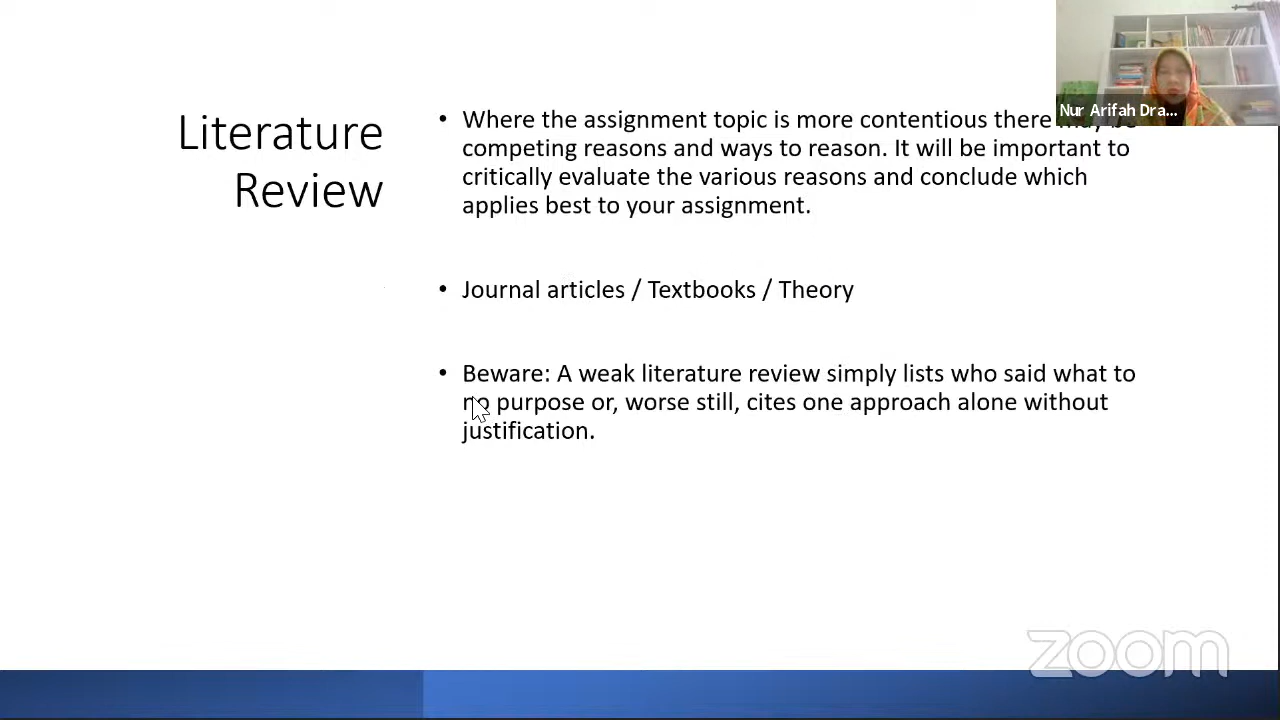 Literature
Review
• Where the assignment topic is more contentious there may be
competing reasons and ways to reason. It will be important to
critically evaluate the various reasons and conclude which
applies best to your assignment.
• Journal articles / Textbooks / Theory
• Beware: A weak literature review simply lists who said what to
no purpose or, worse still, cites one approach alone without
justification.
Nur Arifah Dra...
zoom